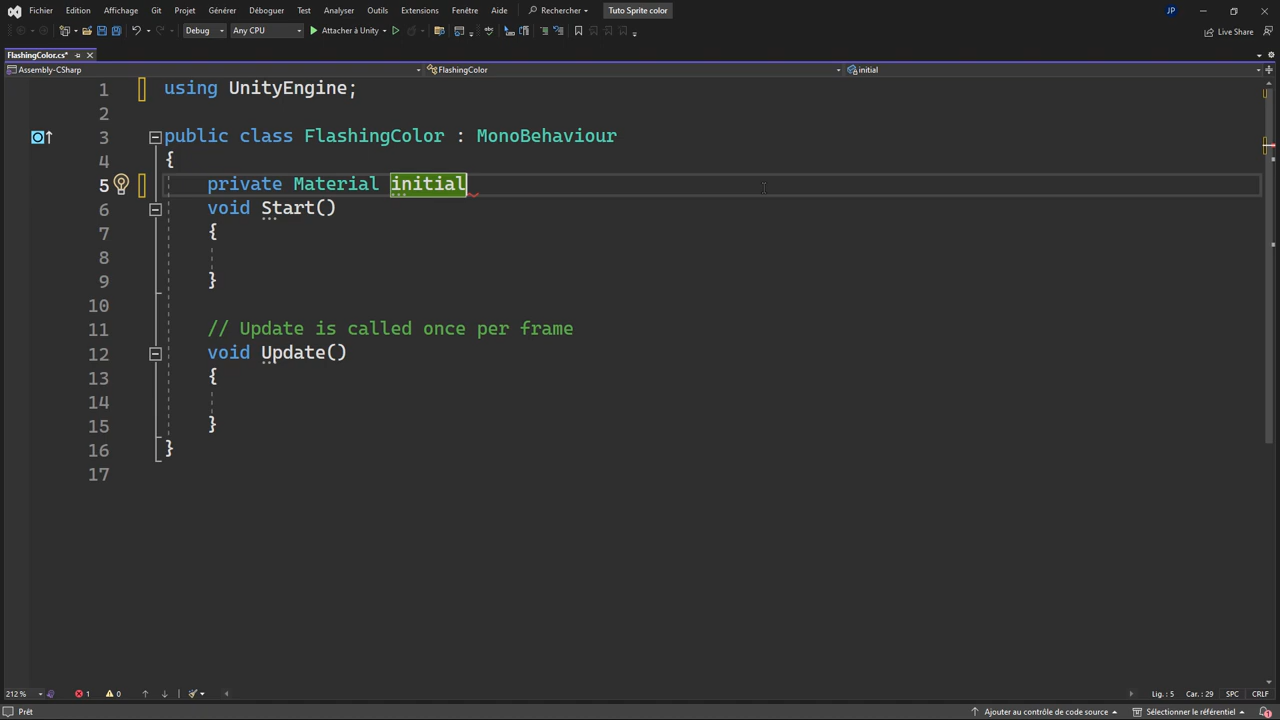 Fichier Edition Affichage Git Projet Générer Déboguer Test Analyser Outils Extensions Fenêtre Aide Rechercher Tuto Sprite color JP
Debug Any CPU Attacher à Unity Live Share
FlashingColor.cs*
Assembly-CSharp FlashingColor initial
1 using UnityEngine;
2
3 public class FlashingColor : MonoBehaviour
4 {
5 private Material initial
6 void Start()
7 {
8
9 }
10
11 // Update is called once per frame
12 void Update()
13 {
14
15 }
16 }
17
212 % 1 0 Lig. : 5 Car. : 29 SPC CRLF
Prêt Ajouter au contrôle de code source Sélectionner le référentiel 1